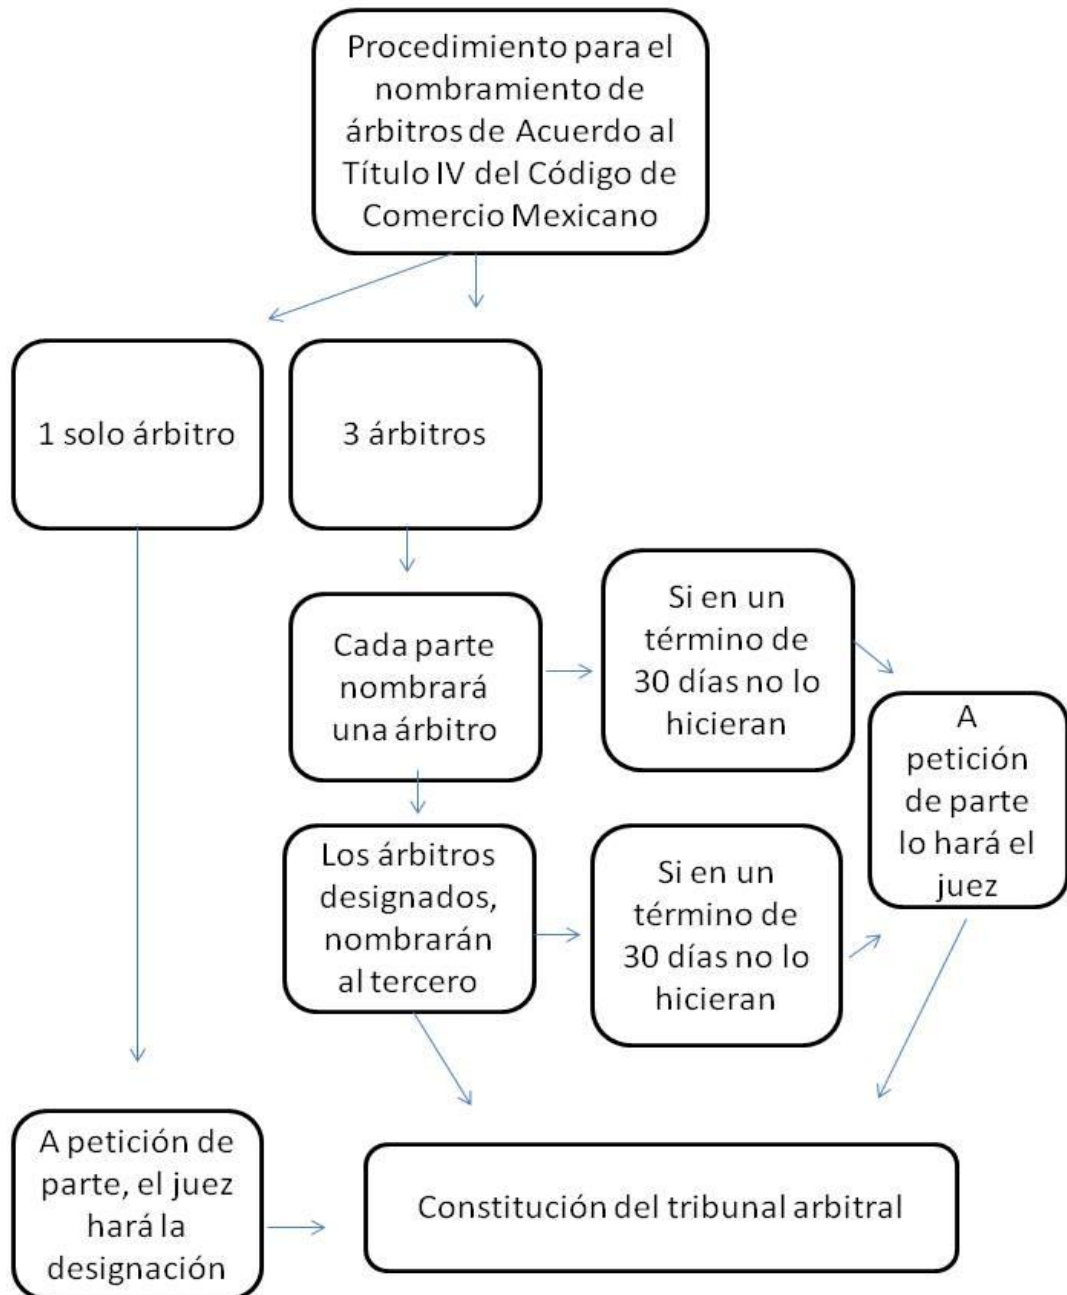 Procedimiento para el
nombramiento de
árbitros de Acuerdo al
Título IV del Código de
Comercio Mexicano
1 solo árbitro
3 árbitros
Cada parte
nombrará
una árbitro
Si en un
término de
30 días no lo
hicieran
A
petición
de parte
lo hará el
juez
Los árbitros
designados,
nombrarán
al tercero
Si en un
término de
30 días no lo
hicieran
A petición de
parte, el juez
hará la
designación
Constitución del tribunal arbitral